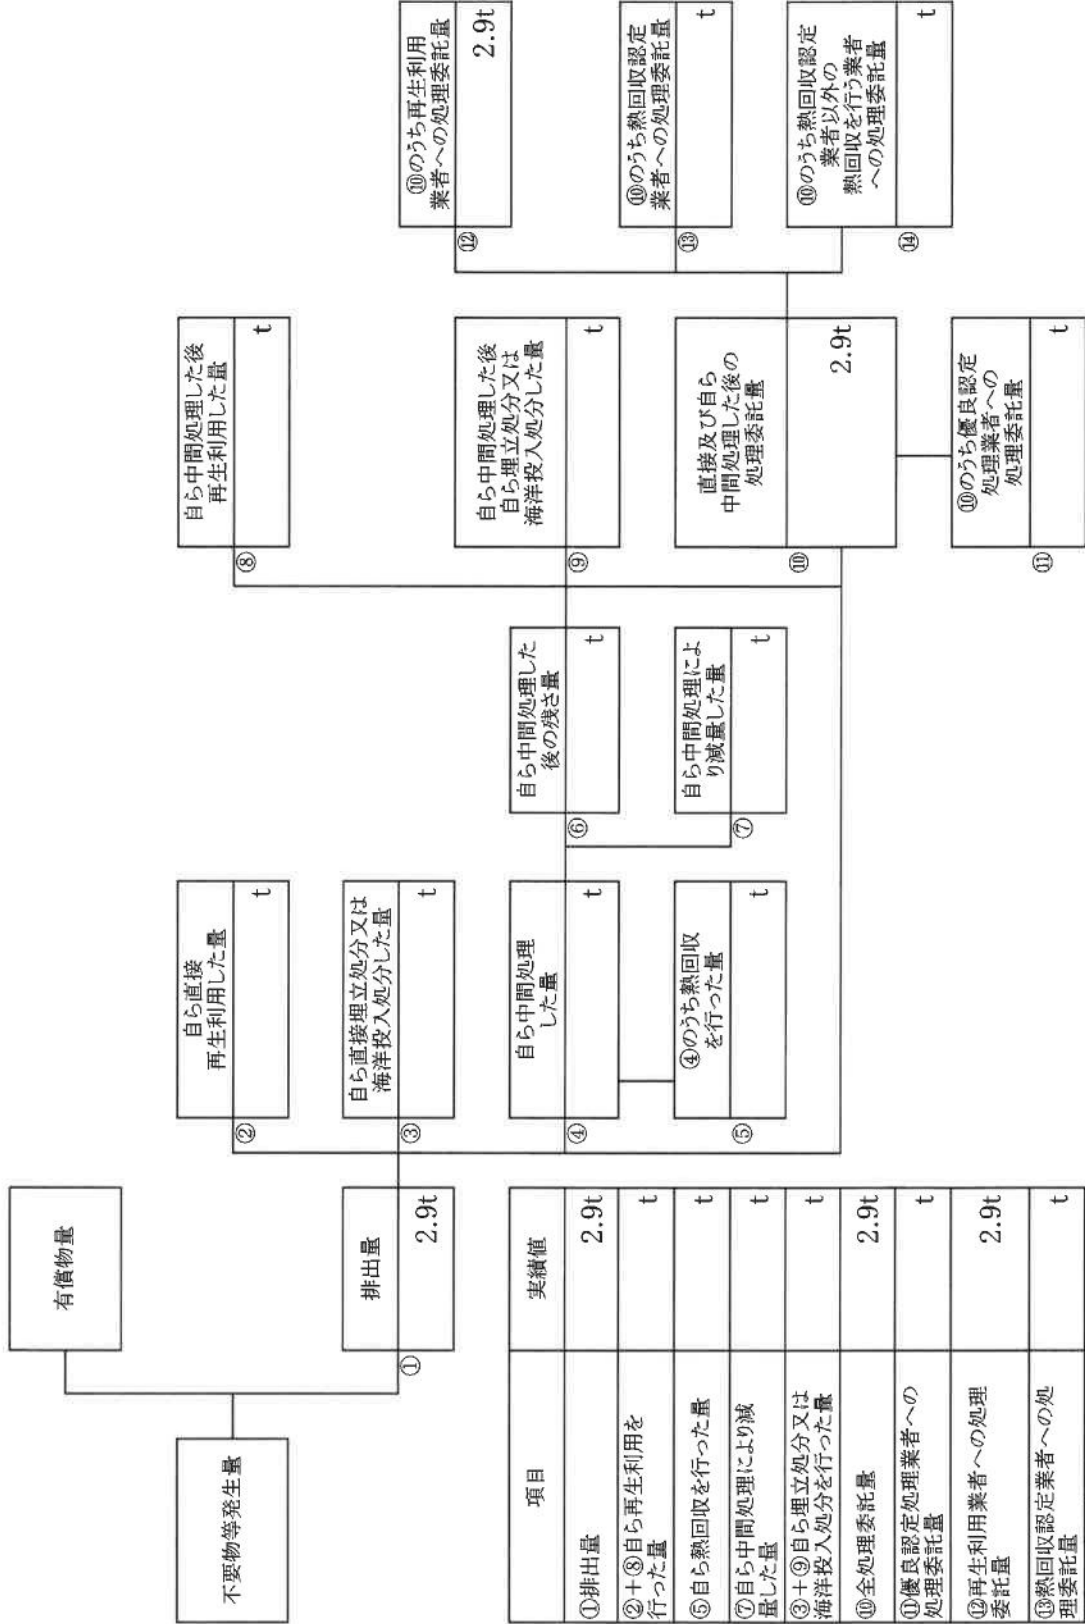 不要物等発生量
有償物量
①
排出量
2.9t
②
自ら直接
再生利用した量
t
③
自ら直接埋立処分又は
海洋投入処分した量
t
④
自ら中間処理
した量
t
⑤
④のうち熱回収
を行った量
t
⑥
自ら中間処理した
後の残さ量
t
⑦
自ら中間処理によ
り減量した量
t
⑧
自ら中間処理した後
再生利用した量
t
⑨
自ら中間処理した後
自ら埋立処分又は
海洋投入処分した量
t
⑩
直接及び自ら
中間処理した後の
処理委託量
2.9t
⑪
⑩のうち優良認定
処理業者への
処理委託量
t
⑫
⑩のうち再生利用
業者への処理委託量
2.9t
⑬
⑩のうち熱回収認定
業者への処理委託量
t
⑭
⑩のうち熱回収認定
業者以外の
熱回収を行う業者
への処理委託量
t
項目 実績値
①排出量 2.9t
②+⑧自ら再生利用を
行った量 t
⑤自ら熱回収を行った量 t
⑦自ら中間処理により減
量した量 t
③+⑨自ら埋立処分又は
海洋投入処分を行った量 t
⑩全処理委託量 2.9t
⑪優良認定処理業者への
処理委託量 t
⑫再生利用業者への処理
委託量 2.9t
⑬熱回収認定業者への処
理委託量 t